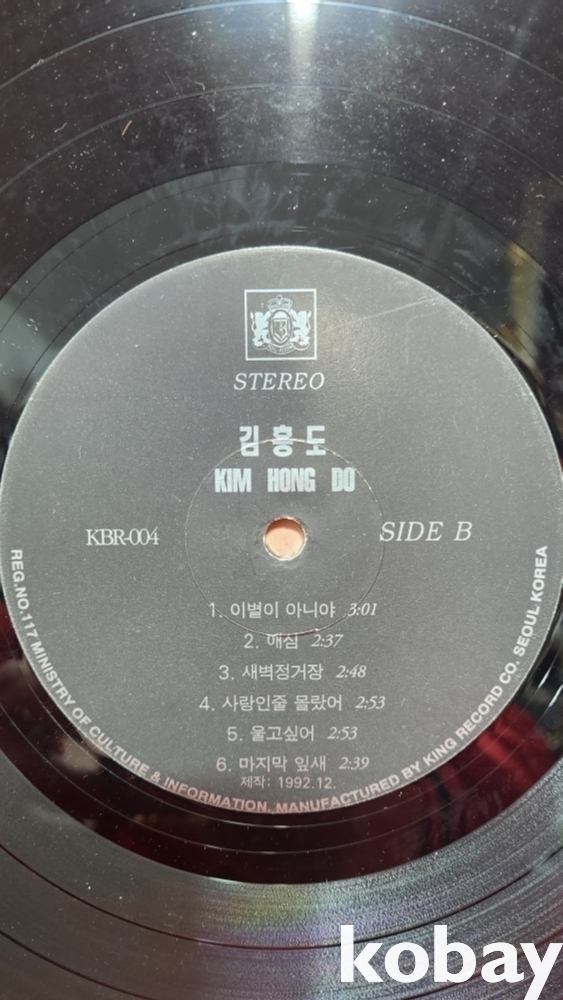 STEREO
김흥도
KIM HONG DO
KBR-004
SIDE B
1. 이별이 아니야 3:01
2. 애심 2:37
3. 새벽정거장 2:48
4. 사랑인줄 몰랐어 2:53
5. 울고싶어 2:53
6. 마지막 잎새 2:39
제작: 1992.12.
REG.NO.117 MINISTRY OF CULTURE & INFORMATION. MANUFACTURED BY KING RECORD CO. SEOUL KOREA
kobay